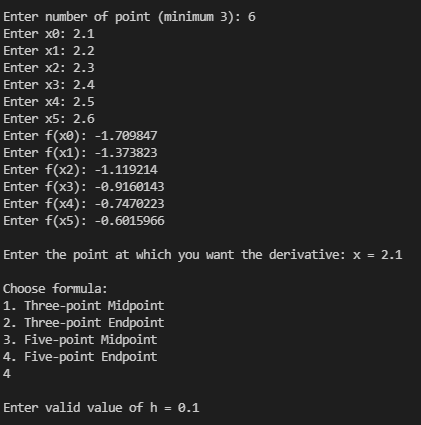 Enter number of point (minimum 3): 6
Enter x0: 2.1
Enter x1: 2.2
Enter x2: 2.3
Enter x3: 2.4
Enter x4: 2.5
Enter x5: 2.6
Enter f(x0): -1.709847
Enter f(x1): -1.373823
Enter f(x2): -1.119214
Enter f(x3): -0.9160143
Enter f(x4): -0.7470223
Enter f(x5): -0.6015966
Enter the point at which you want the derivative: x = 2.1
Choose formula:
1. Three-point Midpoint
2. Three-point Endpoint
3. Five-point Midpoint
4. Five-point Endpoint
4
Enter valid value of h = 0.1